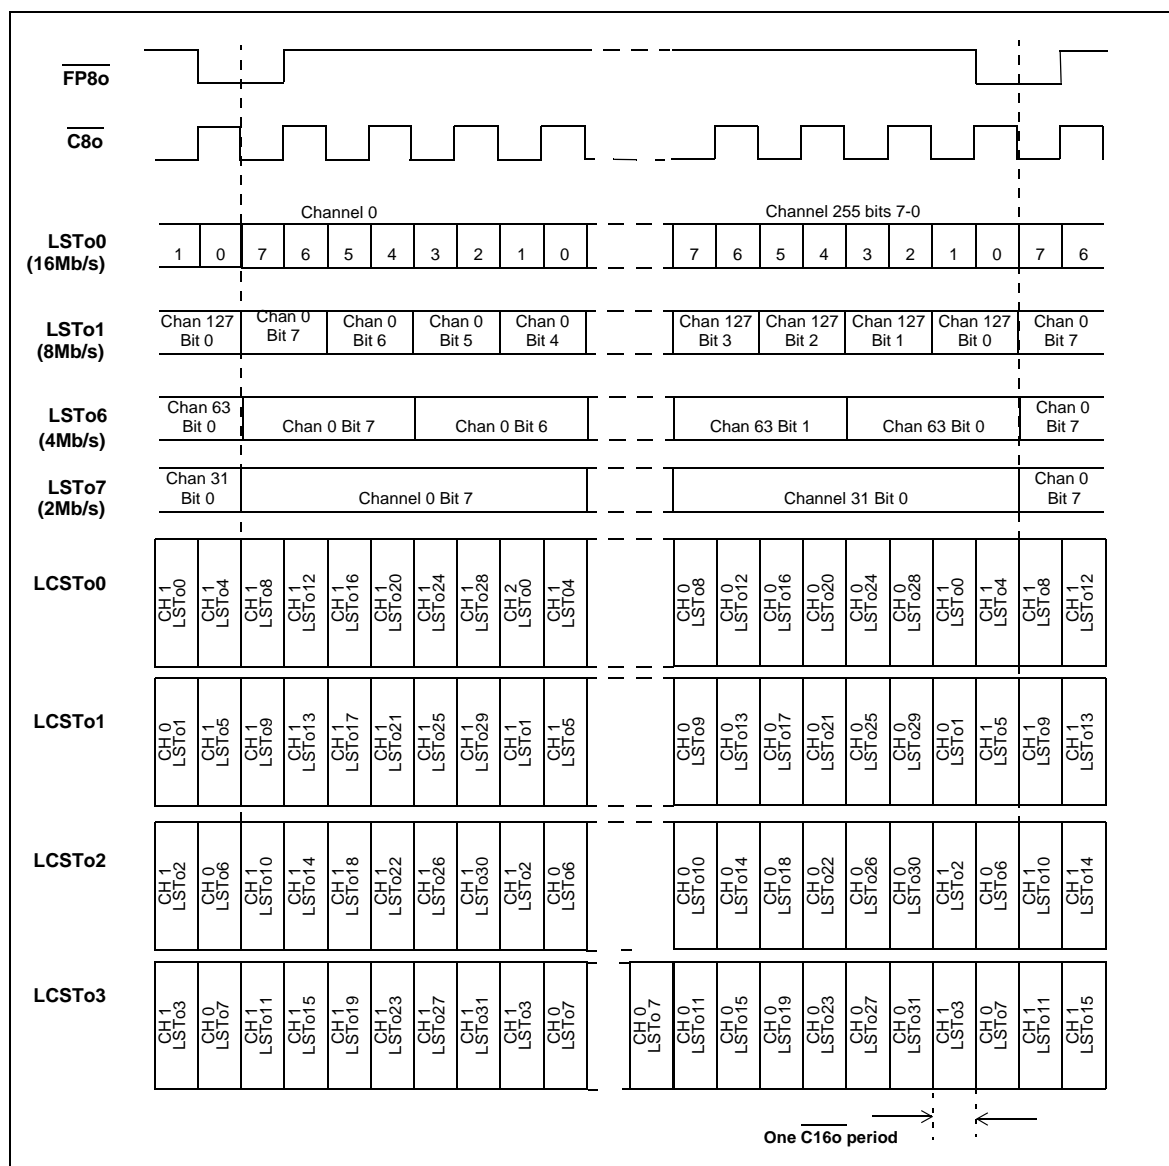 FP8o
C8o
Channel 0
Channel 255 bits 7-0
LSTo0
(16Mb/s)
1 0 7 6 5 4 3 2 1 0 7 6 5 4 3 2 1 0 7 6
LSTo1
(8Mb/s)
Chan 127 Bit 0
Chan 0 Bit 7
Chan 0 Bit 6
Chan 0 Bit 5
Chan 0 Bit 4
Chan 127 Bit 3
Chan 127 Bit 2
Chan 127 Bit 1
Chan 127 Bit 0
Chan 0 Bit 7
LSTo6
(4Mb/s)
Chan 63 Bit 0
Chan 0 Bit 7
Chan 0 Bit 6
Chan 63 Bit 1
Chan 63 Bit 0
Chan 0 Bit 7
LSTo7
(2Mb/s)
Chan 31 Bit 0
Channel 0 Bit 7
Channel 31 Bit 0
Chan 0 Bit 7
LCSTo0
CH 1 LSTo0
CH 1 LSTo4
CH 1 LSTo8
CH 1 LSTo12
CH 1 LSTo16
CH 1 LSTo20
CH 1 LSTo24
CH 1 LSTo28
CH 2 LSTo0
CH 1 LST04
CH 0 LSTo8
CH 0 LSTo12
CH 0 LSTo16
CH 0 LSTo20
CH 0 LSTo24
CH 0 LSTo28
CH 1 LSTo0
CH 1 LSTo4
CH 1 LSTo8
CH 1 LSTo12
LCSTo1
CH 0 LSTo1
CH 1 LSTo5
CH 1 LSTo9
CH 1 LSTo13
CH 1 LSTo17
CH 1 LSTo21
CH 1 LSTo25
CH 1 LSTo29
CH 1 LSTo1
CH 1 LSTo5
CH 0 LSTo9
CH 0 LSTo13
CH 0 LSTo17
CH 0 LSTo21
CH 0 LSTo25
CH 0 LSTo29
CH 0 LSTo1
CH 1 LSTo5
CH 1 LSTo9
CH 1 LSTo13
LCSTo2
CH 1 LSTo2
CH 0 LSTo6
CH 1 LSTo10
CH 1 LSTo14
CH 1 LSTo18
CH 1 LSTo22
CH 1 LSTo26
CH 1 LSTo30
CH 1 LSTo2
CH 0 LSTo6
CH 0 LSTo10
CH 0 LSTo14
CH 0 LSTo18
CH 0 LSTo22
CH 0 LSTo26
CH 0 LSTo30
CH 1 LSTo2
CH 0 LSTo6
CH 1 LSTo10
CH 1 LSTo14
LCSTo3
CH 1 LSTo3
CH 0 LSTo7
CH 1 LSTo11
CH 1 LSTo15
CH 1 LSTo19
CH 1 LSTo23
CH 1 LSTo27
CH 1 LSTo31
CH 1 LSTo3
CH 0 LSTo7
CH 0 LSTo 7
CH 0 LSTo11
CH 0 LSTo15
CH 0 LSTo19
CH 0 LSTo23
CH 0 LSTo27
CH 0 LSTo31
CH 1 LSTo3
CH 0 LSTo7
CH 1 LSTo11
CH 1 LSTo15
One C16o period